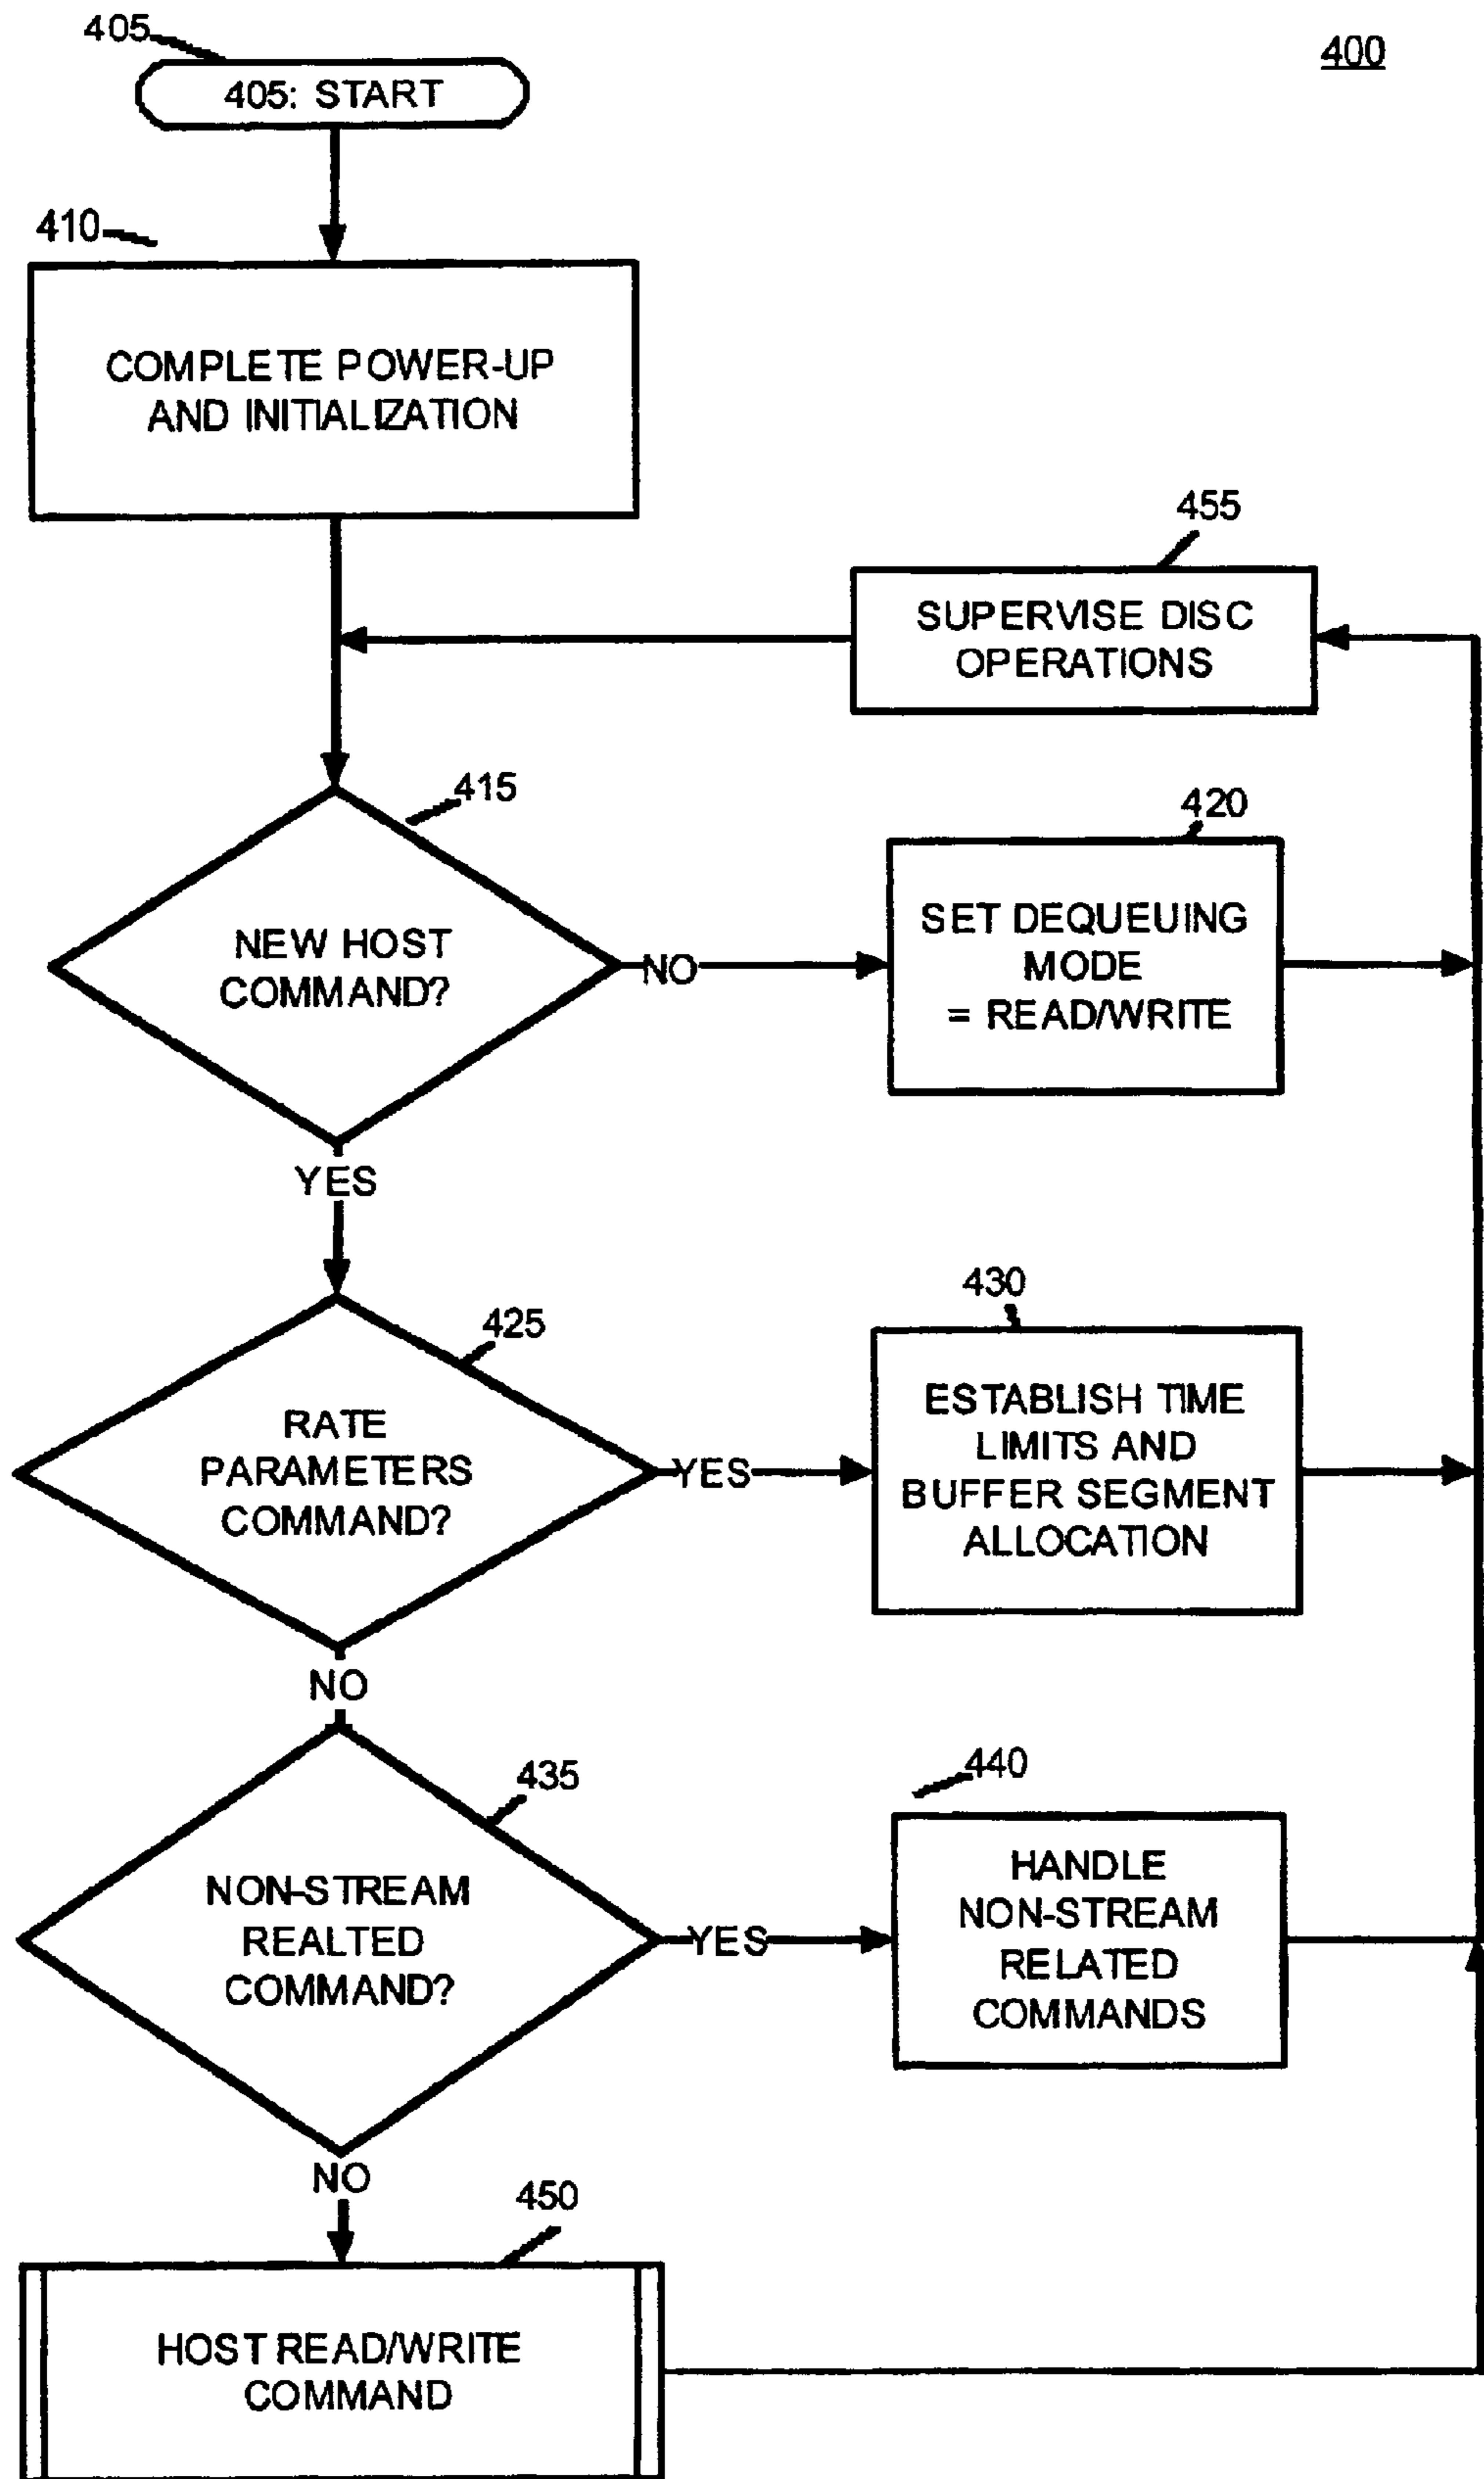 405
400
405: START
410
COMPLETE POWER-UP
AND INITIALIZATION
455
SUPERVISE DISC
OPERATIONS
415
NEW HOST
COMMAND?
NO
420
SET DEQUEUING
MODE
= READ/WRITE
YES
425
RATE
PARAMETERS
COMMAND?
YES
430
ESTABLISH TIME
LIMITS AND
BUFFER SEGMENT
ALLOCATION
NO
435
NON-STREAM
REALTED
COMMAND?
YES
440
HANDLE
NON-STREAM
RELATED
COMMANDS
NO
450
HOST READ/WRITE
COMMAND